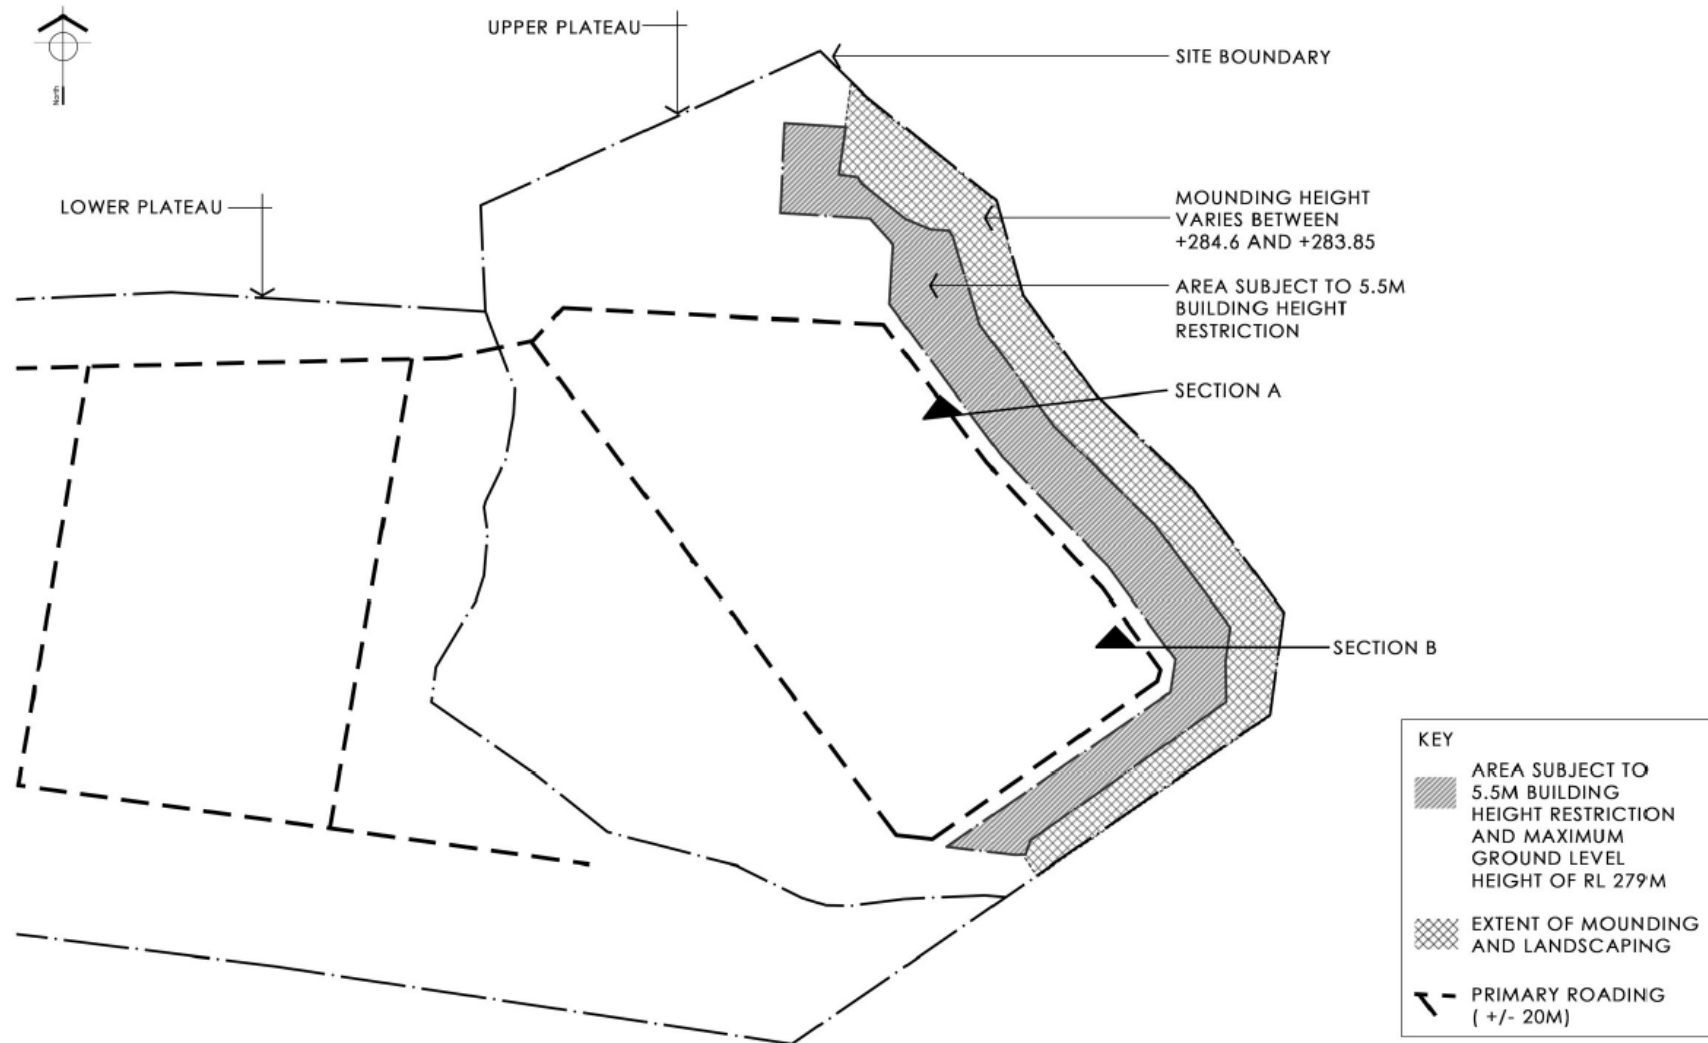 UPPER PLATEAU
SITE BOUNDARY
North
LOWER PLATEAU
MOUNDING HEIGHT
VARIES BETWEEN
+284.6 AND +283.85
AREA SUBJECT TO 5.5M
BUILDING HEIGHT
RESTRICTION
SECTION A
SECTION B
KEY
AREA SUBJECT TO
5.5M BUILDING
HEIGHT RESTRICTION
AND MAXIMUM
GROUND LEVEL
HEIGHT OF RL 279M
EXTENT OF MOUNDING
AND LANDSCAPING
PRIMARY ROADING
( +/- 20M)